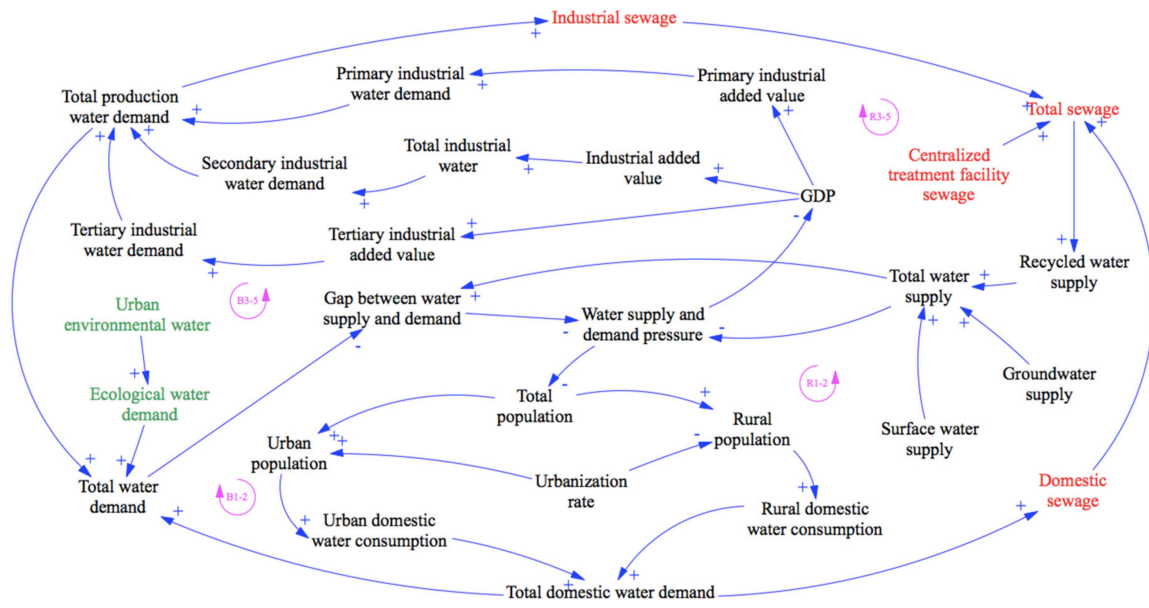 Industrial sewage
+
Primary industrial
water demand
+
Primary industrial
added value
+
R3-5
Total production
water demand
+
+
+
Total sewage
+
+
+
Total industrial
water
+
Industrial added
value
+
Secondary industrial
water demand
+
Centralized
treatment facility
sewage
GDP
-
Tertiary industrial
water demand
+
Tertiary industrial
added value
+
B3-5
Gap between water
supply and demand
+
-
Water supply and
demand pressure
-
-
Total water
supply
+
+
+
Recycled water
supply
+
Urban
environmental water
+
Ecological water
demand
Groundwater
supply
R1-2
Total
population
-
Rural
population
+
-
Surface water
supply
Urban
population
++
Urbanization
rate
Total water
demand
+
+
+
B1-2
Domestic
sewage
+
Urban domestic
water consumption
+
Rural domestic
water consumption
+
Total domestic water demand
+
+